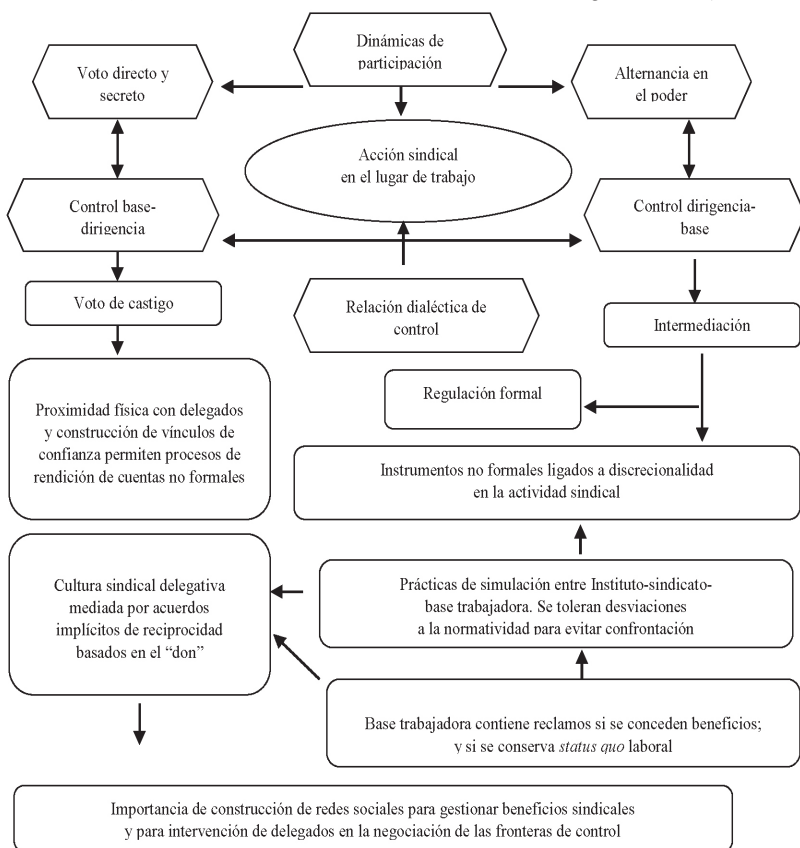 Dinámicas de
participación
Voto directo y
secreto
Alternancia en
el poder
Acción sindical
en el lugar de trabajo
Control base-
dirigencia
Control dirigencia-
base
Voto de castigo
Relación dialéctica de
control
Intermediación
Proximidad física con delegados
y construcción de vínculos de
confianza permiten procesos de
rendición de cuentas no formales
Regulación formal
Instrumentos no formales ligados a discrecionalidad
en la actividad sindical
Cultura sindical delegativa
mediada por acuerdos
implícitos de reciprocidad
basados en el “don”
Prácticas de simulación entre Instituto-sindicato-
base trabajadora. Se toleran desviaciones
a la normatividad para evitar confrontación
Base trabajadora contiene reclamos si se conceden beneficios;
y si se conserva status quo laboral
Importancia de construcción de redes sociales para gestionar beneficios sindicales
y para intervención de delegados en la negociación de las fronteras de control